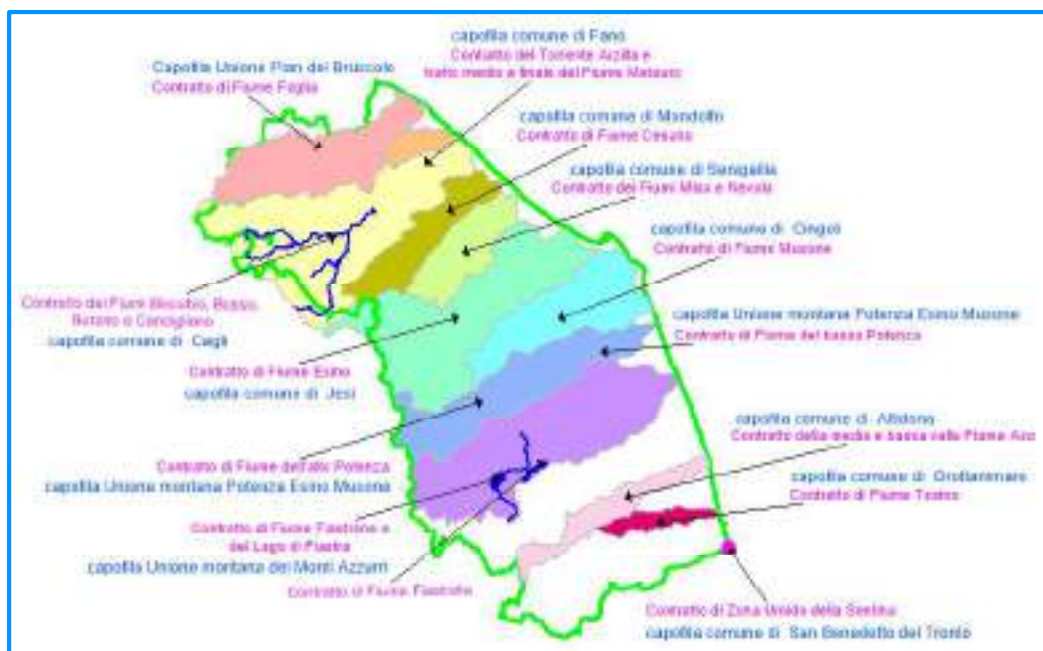 capofila comune di Fano
Contratto del Torrente Arzilla e
tratto medio e finale del Fiume Metauro
Capofila Unione Pian del Bruscolo
Contratto di Fiume Foglia
capofila comune di Mondolfo
Contratto di Fiume Cesano
capofila comune di Senigallia
Contratto dei Fiumi Misa e Nevola
capofila comune di Cingoli
Contratto di Fiume Musone
Contratto dei Fiumi Biscubio, Bosso,
Burano e Candigliano
capofila comune di Cagli
capofila Unione montana Potenza Esino Musone
Contratto di Fiume del basso Potenza
Contratto di Fiume Esino
capofila comune di Jesi
capofila comune di Altidona
Contratto della media e bassa valle Fiume Aso
Contratto di Fiume dell'alto Potenza
capofila Unione montana Potenza Esino Musone
capofila comune di Grottammare
Contratto di Fiume Tesino
Contratto di Fiume Fiastrone e
del Lago di Fiastra
capofila Unione montana dei Monti Azzurri
Contratto di Fiume Fiastrella
Contratto di Zona Umida della Sentina
capofila comune di San Benedetto del Tronto